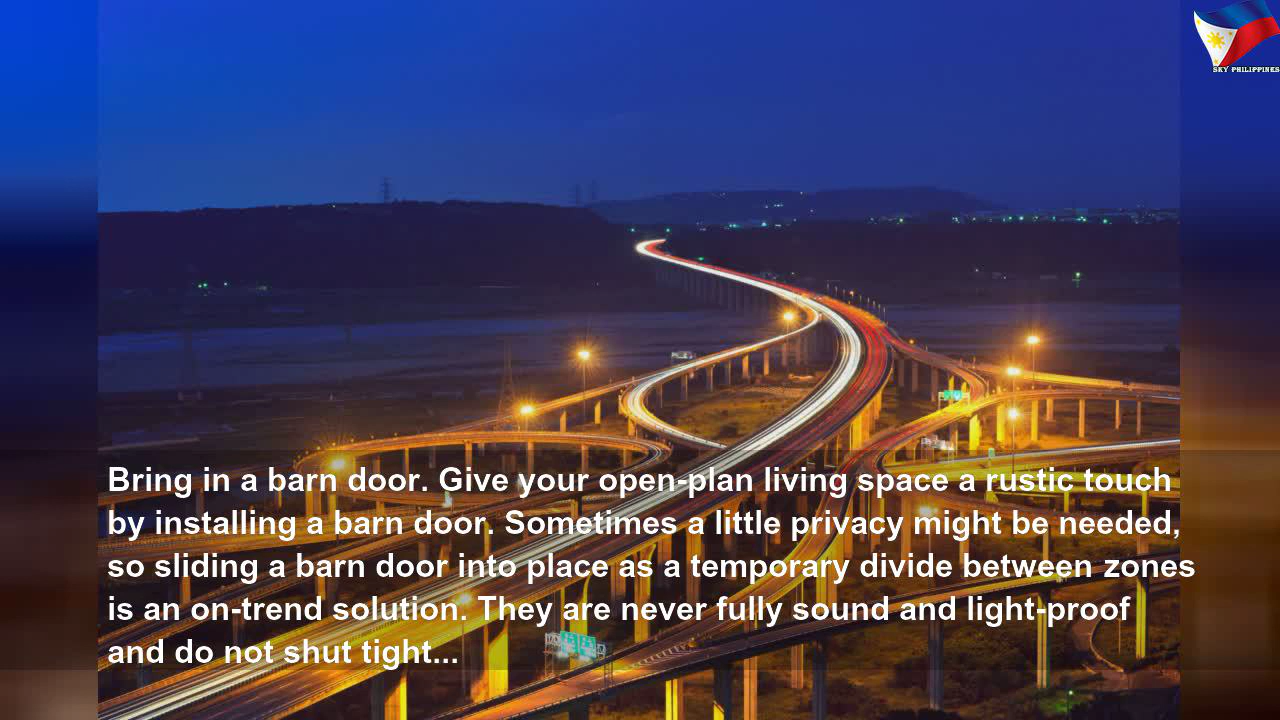 SKY PHILIPPINES
Bring in a barn door. Give your open-plan living space a rustic touch
by installing a barn door. Sometimes a little privacy might be needed,
so sliding a barn door into place as a temporary divide between zones
is an on-trend solution. They are never fully sound and light-proof
and do not shut tight...